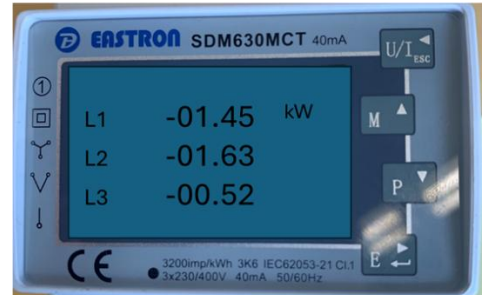 EASTRON SDM630MCT 40mA
U/I ESC
①
L1 -01.45 kW
M
L2 -01.63
P
L3 -00.52
E
CE
3200imp/kWh 3K6 IEC62053-21 Cl.1
3x230/400V 40mA 50/60Hz